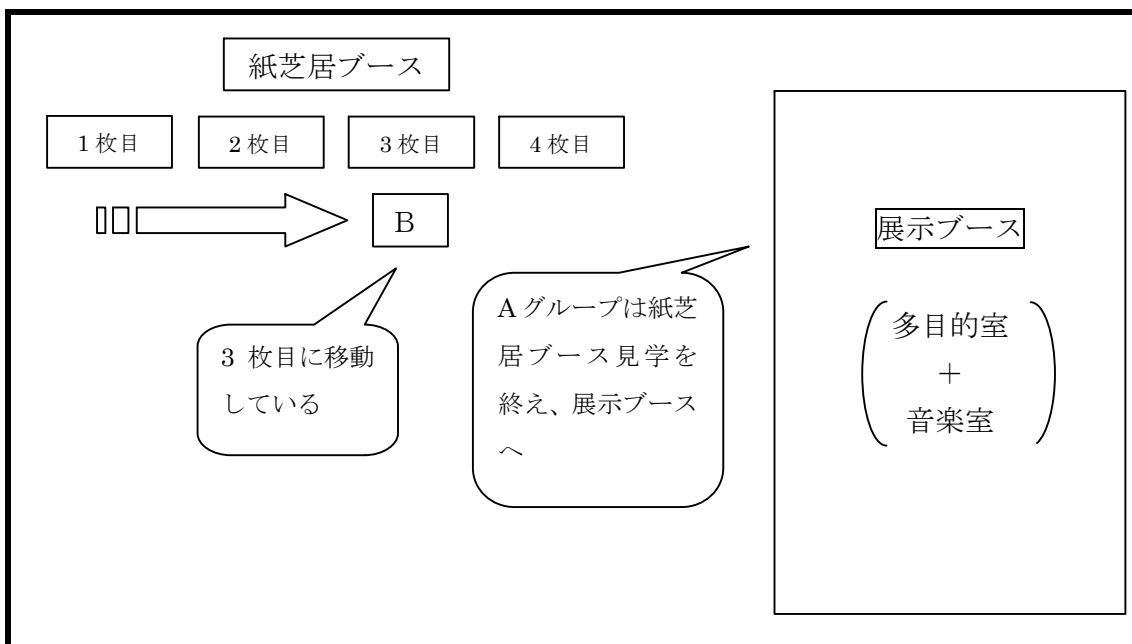 紙芝居ブース
1枚目
2枚目
3枚目
4枚目
B
3 枚目に移動
している
Aグループは紙芝
居ブース見学を
終え、展示ブース
へ
展示ブース
多目的室
＋
音楽室